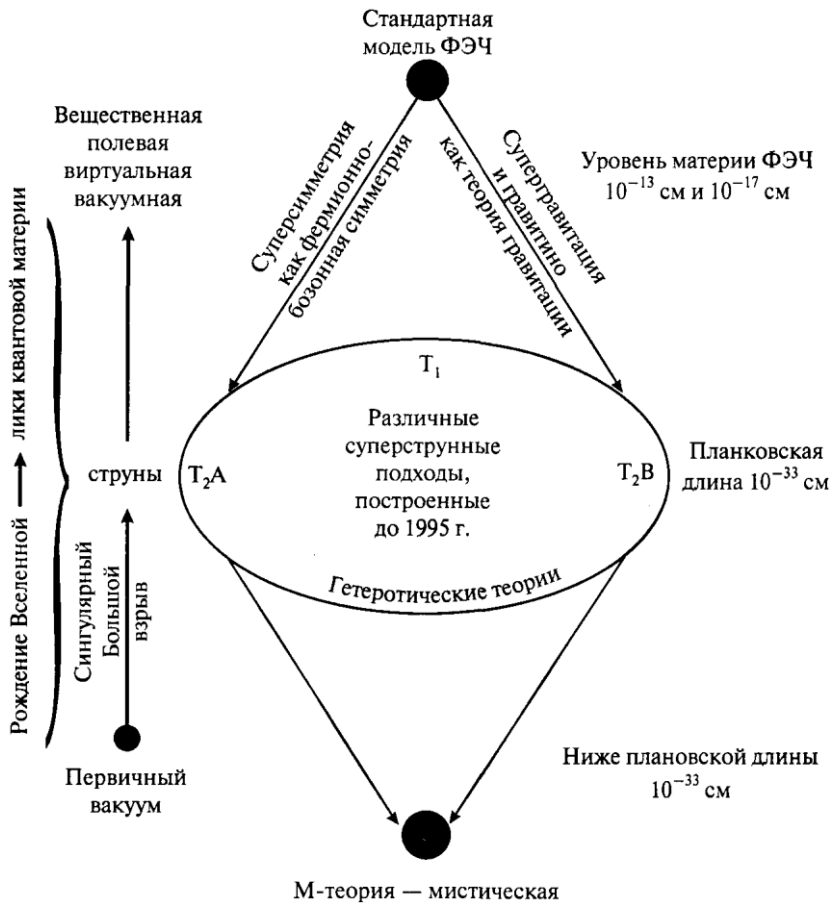 Стандартная
модель ФЭЧ
Вещественная
полевая
виртуальная
вакуумная
Суперсимметрия
как фермионно-
бозонная симметрия
Супергравитация
и гравитино
как теория гравитации
Уровень материи ФЭЧ
10⁻¹³ см и 10⁻¹⁷ см
Рождение Вселенной
лики квантовой материи
T₁
Различные
суперструнные
подходы,
построенные
до 1995 г.
струны
T₂A
T₂B
Планковская
длина 10⁻³³ см
Гетеротические теории
Сингулярный
Большой
взрыв
Первичный
вакуум
Ниже плановской длины
10⁻³³ см
М-теория — мистическая